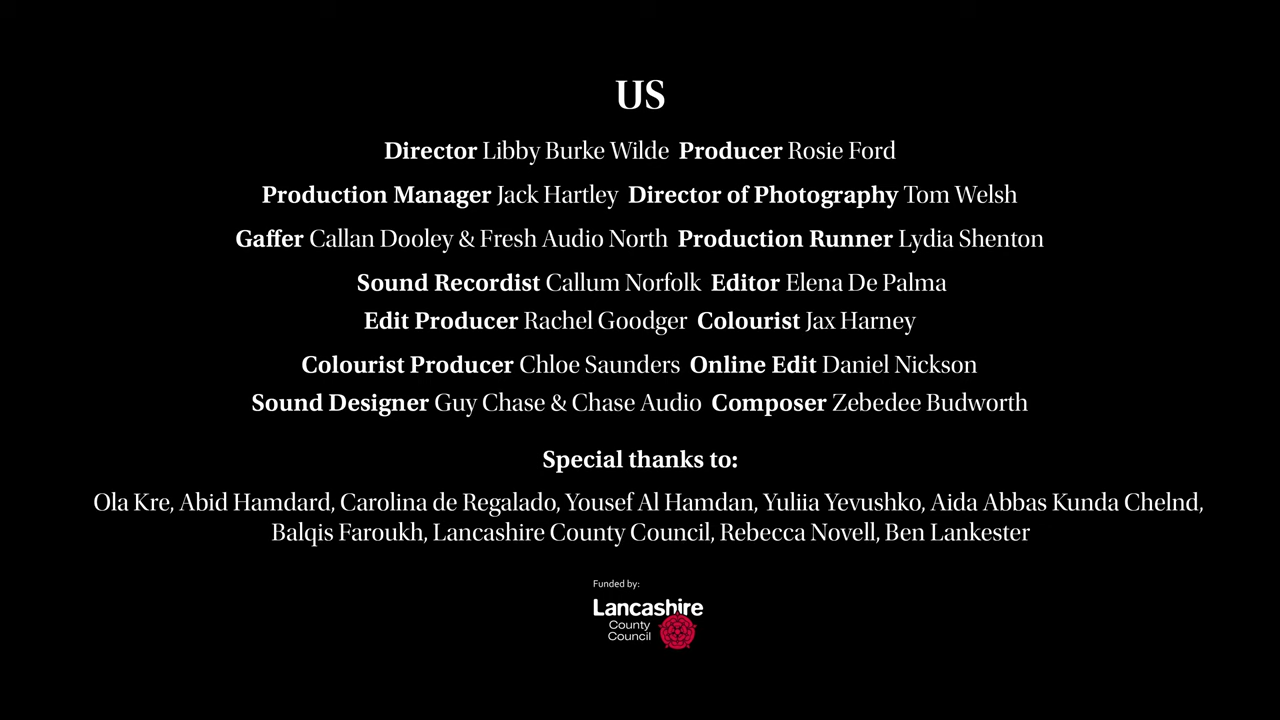 US
Director Libby Burke Wilde Producer Rosie Ford
Production Manager Jack Hartley Director of Photography Tom Welsh
Gaffer Callan Dooley & Fresh Audio North Production Runner Lydia Shenton
Sound Recordist Callum Norfolk Editor Elena De Palma
Edit Producer Rachel Goodger Colourist Jax Harney
Colourist Producer Chloe Saunders Online Edit Daniel Nickson
Sound Designer Guy Chase & Chase Audio Composer Zebedee Budworth
Special thanks to:
Ola Kre, Abid Hamdard, Carolina de Regalado, Yousef Al Hamdan, Yuliia Yevushko, Aida Abbas Kunda Chelnd,
Balqis Faroukh, Lancashire County Council, Rebecca Novell, Ben Lankester
Funded by:
Lancashire
County
Council